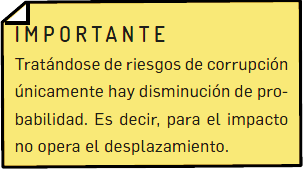 IMPORTANTE
Tratándose de riesgos de corrupción
únicamente hay disminución de pro-
babilidad. Es decir, para el impacto
no opera el desplazamiento.